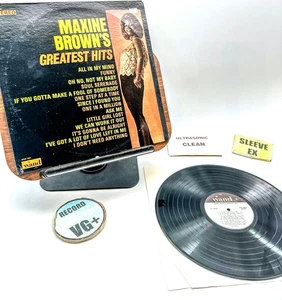 STEREO
MAXINE
BROWN'S
GREATEST HITS
ALL IN MY MIND
FUNNY
OH NO, NOT MY BABY
SOUL SERENADE
IF YOU GOTTA MAKE A FOOL OF SOMEBODY
ONE STEP AT A TIME
SINCE I FOUND YOU
ONE IN A MILLION
ASK ME
LITTLE GIRL LOST
WE CAN WORK IT OUT
IT'S GONNA BE ALRIGHT
I'VE GOT A LOT OF LOVE LEFT IN ME
I DON'T NEED ANYTHING
wand
ULTRASONIC
CLEAN
SLEEVE
EX
RECORD
VG+
wand